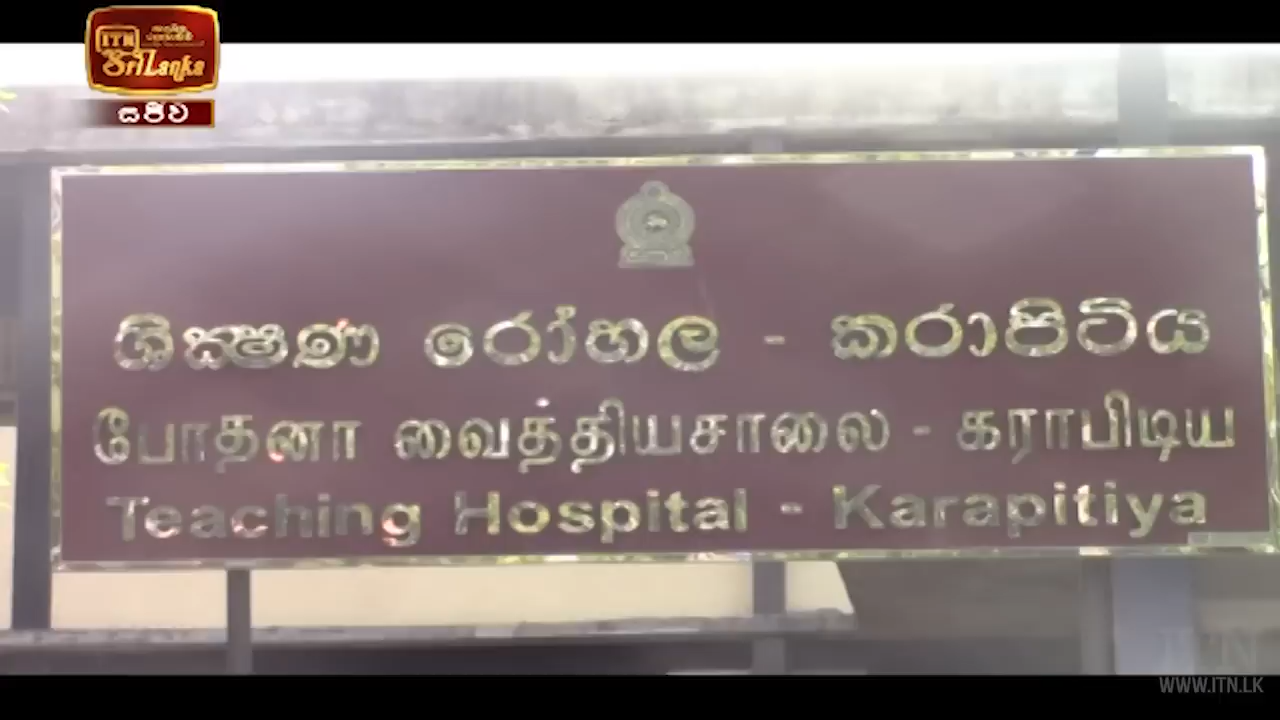 ITN
Sri Lanka
සජීව
ශික්ෂණ රෝහල - කරාපිටිය
போதனா வைத்தியசாலை - கராபிடிய
Teaching Hospital - Karapitiya
WWW.ITN.LK